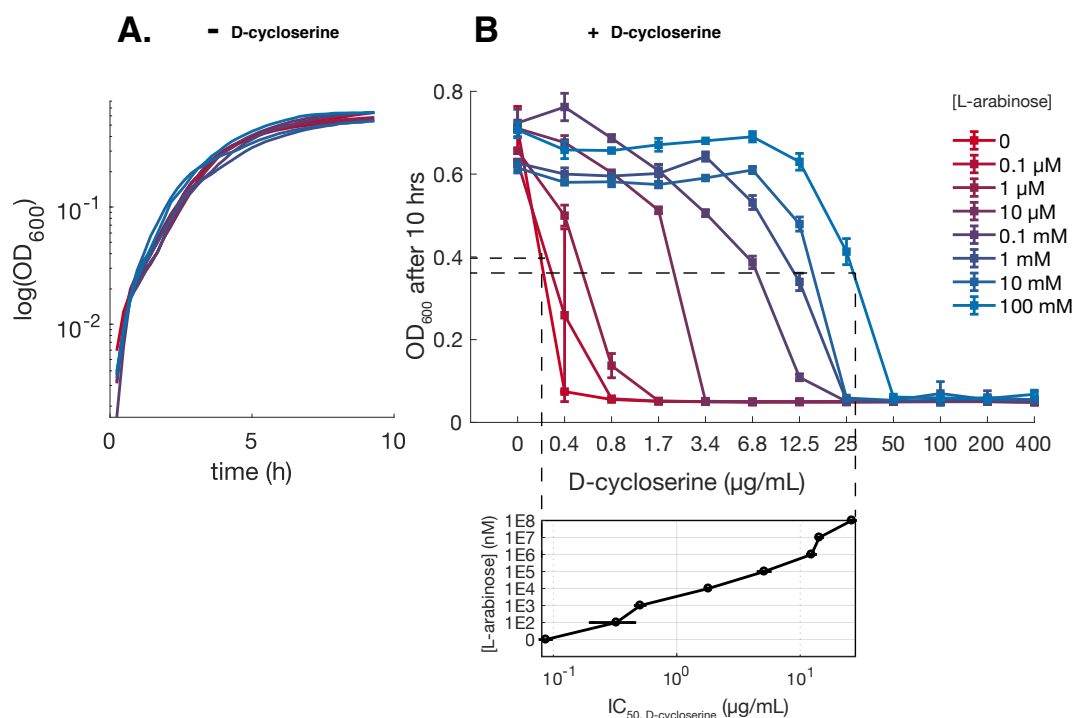 A.
- D-cycloserine
B
+ D-cycloserine
log(OD600)
10-1
10-2
0
5
10
time (h)
OD600 after 10 hrs
0.8
0.6
0.4
0.2
0
0
0.4
0.8
1.7
3.4
6.8
12.5
25
50
100
200
400
D-cycloserine (µg/mL)
[L-arabinose]
0
0.1 µM
1 µM
10 µM
0.1 mM
1 mM
10 mM
100 mM
[L-arabinose] (nM)
1E8
1E7
1E6
1E5
1E4
1E3
1E2
0
10-1
100
101
IC50, D-cycloserine (µg/mL)